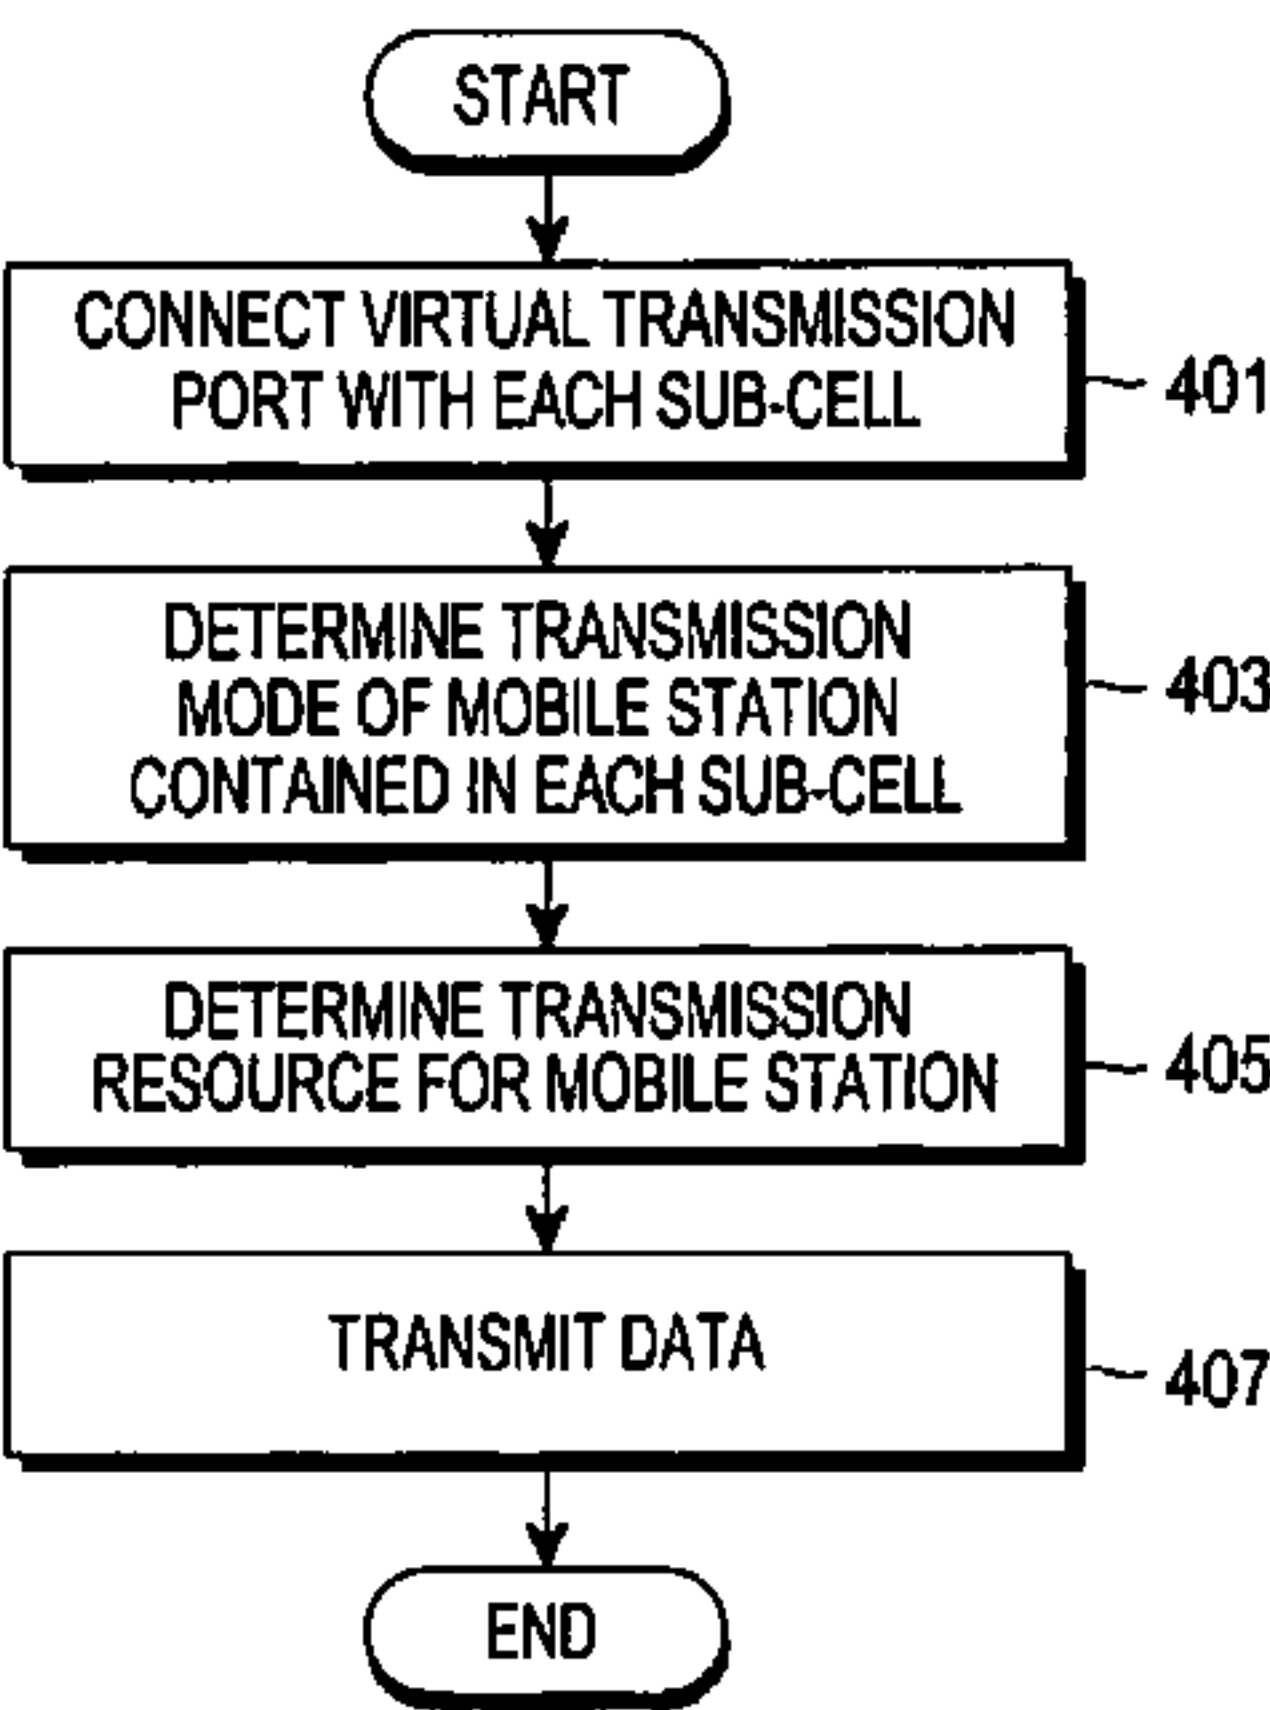 START
CONNECT VIRTUAL TRANSMISSION
PORT WITH EACH SUB-CELL
401
DETERMINE TRANSMISSION
MODE OF MOBILE STATION
CONTAINED IN EACH SUB-CELL
403
DETERMINE TRANSMISSION
RESOURCE FOR MOBILE STATION
405
TRANSMIT DATA
407
END